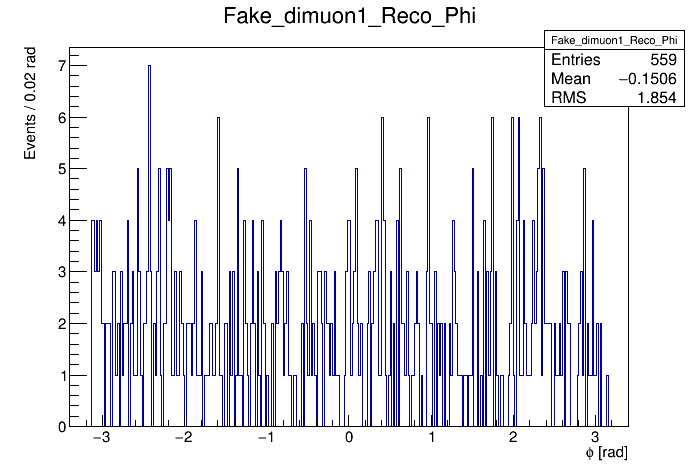 Fake_dimuon1_Reco_Phi
Fake_dimuon1_Reco_Phi
Entries 559
Mean −0.1506
RMS 1.854
Events / 0.02 rad
7
6
5
4
3
2
1
0
−3 −2 −1 0 1 2 3
ϕ [rad]